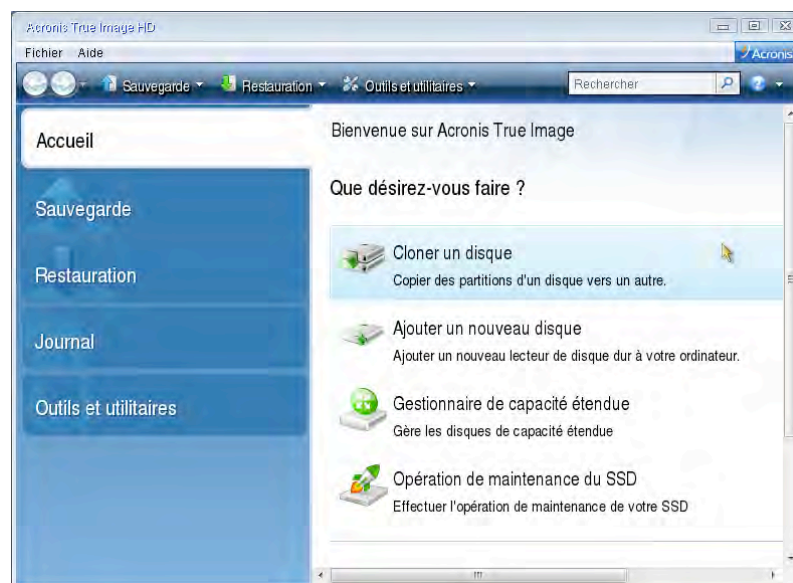 Acronis True Image HD
Fichier Aide
Acronis
Sauvegarde Restauration Outils et utilitaires Rechercher
Accueil
Sauvegarde
Restauration
Journal
Outils et utilitaires
Bienvenue sur Acronis True Image
Que désirez-vous faire ?
Cloner un disque
Copier des partitions d'un disque vers un autre.
Ajouter un nouveau disque
Ajouter un nouveau lecteur de disque dur à votre ordinateur.
Gestionnaire de capacité étendue
Gère les disques de capacité étendue
Opération de maintenance du SSD
Effectuer l'opération de maintenance de votre SSD